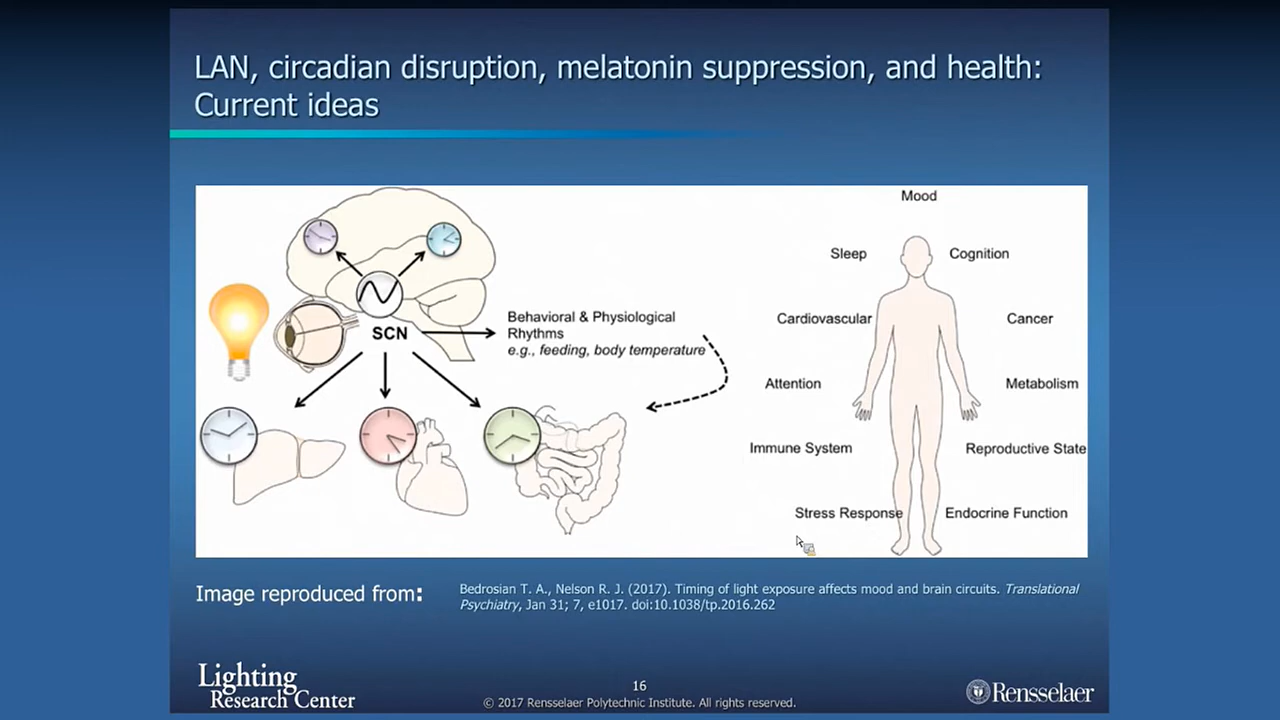 LAN, circadian disruption, melatonin suppression, and health:
Current ideas
SCN
Behavioral & Physiological
Rhythms
e.g., feeding, body temperature
Mood
Sleep
Cognition
Cardiovascular
Cancer
Attention
Metabolism
Immune System
Reproductive State
Stress Response
Endocrine Function
Image reproduced from:
Bedrosian T. A., Nelson R. J. (2017). Timing of light exposure affects mood and brain circuits. Translational
Psychiatry, Jan 31; 7, e1017. doi:10.1038/tp.2016.262
Lighting
Research Center
16
© 2017 Rensselaer Polytechnic Institute. All rights reserved.
Rensselaer